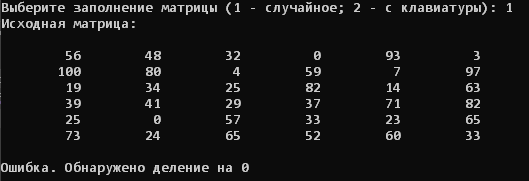 Выберите заполнение матрицы (1 - случайное; 2 - с клавиатуры): 1
Исходная матрица:
56 48 32 0 93 3
100 80 4 59 7 97
19 34 25 82 14 63
39 41 29 37 71 82
25 0 57 33 23 65
73 24 65 52 60 33
Ошибка. Обнаружено деление на 0